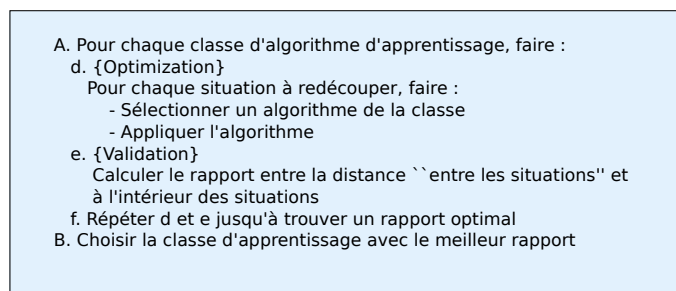 A. Pour chaque classe d'algorithme d'apprentissage, faire :
d. {Optimization}
Pour chaque situation à redécouper, faire :
- Sélectionner un algorithme de la classe
- Appliquer l'algorithme
e. {Validation}
Calculer le rapport entre la distance ``entre les situations'' et
à l'intérieur des situations
f. Répéter d et e jusqu'à trouver un rapport optimal
B. Choisir la classe d'apprentissage avec le meilleur rapport